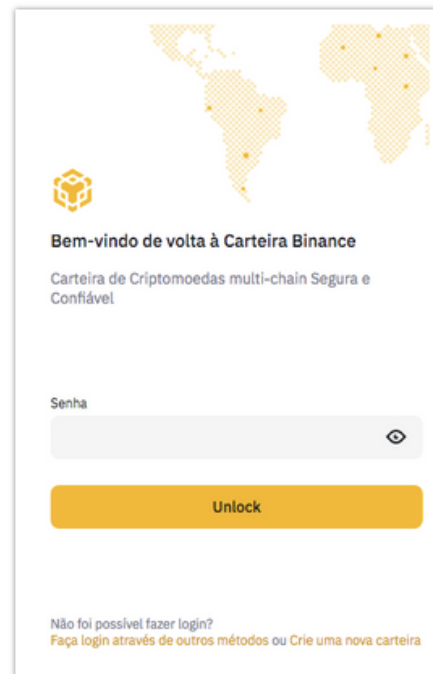 Bem-vindo de volta à Carteira Binance
Carteira de Criptomoedas multi-chain Segura e
Confiável
Senha
Unlock
Não foi possível fazer login?
Faça login através de outros métodos ou Crie uma nova carteira